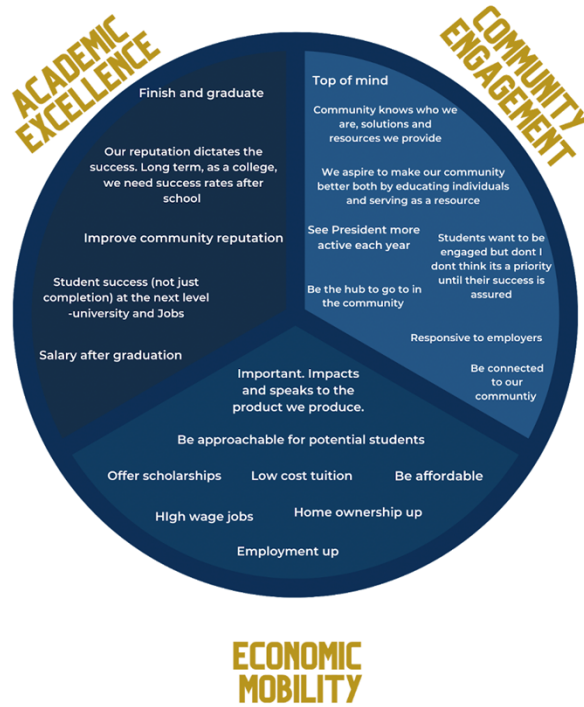 ACADEMIC
EXCELLENCE
Finish and graduate
Our reputation dictates the
success. Long term, as a college,
we need success rates after
school
Improve community reputation
Student success (not just
completion) at the next level
-university and Jobs
Salary after graduation
COMMUNITY
ENGAGEMENT
Top of mind
Community knows who we
are, solutions and
resources we provide
We aspire to make our community
better both by educating individuals
and serving as a resource
See President more
active each year
Students want to be
engaged but dont I
dont think its a priority
until their success is
assured
Be the hub to go to in
the community
Responsive to employers
Be connected
to our
communtiy
Important. Impacts
and speaks to the
product we produce.
Be approachable for potential students
Offer scholarships
Low cost tuition
Be affordable
HIgh wage jobs
Home ownership up
Employment up
ECONOMIC
MOBILITY